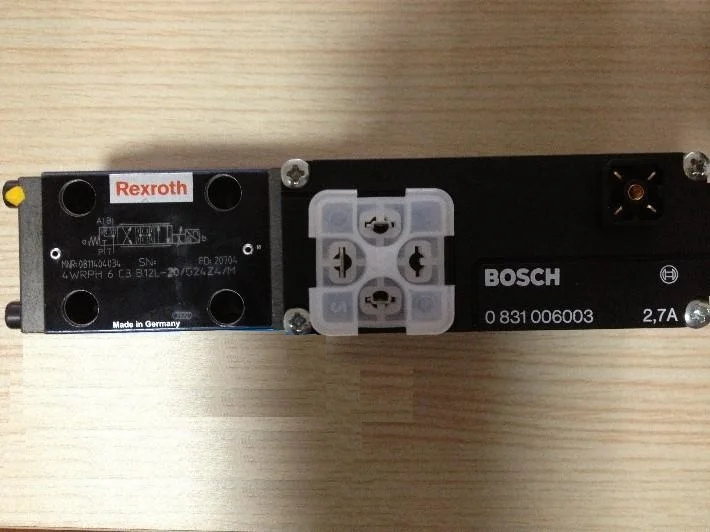 Rexroth
A(B)
a
b
P(T)
MNR: 0811404034 SN: FD: 20704
4WRPH 6 C3 B12L-20/G24Z4/M
Made in Germany
BOSCH
0 831 006003 2,7A